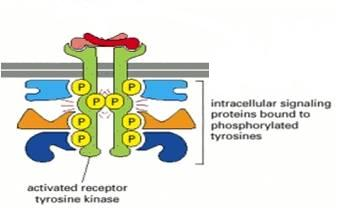 P P
P P
P P
P P
intracellular signaling
proteins bound to
phosphorylated
tyrosines
activated receptor
tyrosine kinase